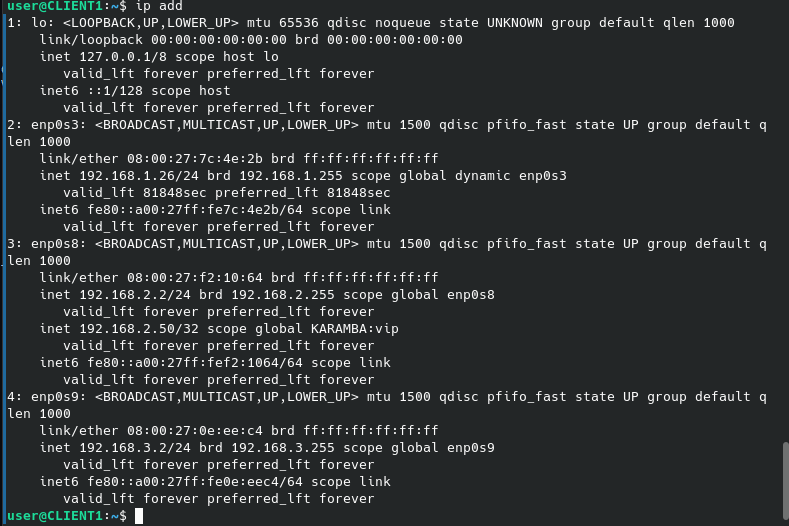 user@CLIENT1:~$ ip add
1: lo: <LOOPBACK,UP,LOWER_UP> mtu 65536 qdisc noqueue state UNKNOWN group default qlen 1000
    link/loopback 00:00:00:00:00:00 brd 00:00:00:00:00:00
    inet 127.0.0.1/8 scope host lo
       valid_lft forever preferred_lft forever
    inet6 ::1/128 scope host
       valid_lft forever preferred_lft forever
2: enp0s3: <BROADCAST,MULTICAST,UP,LOWER_UP> mtu 1500 qdisc pfifo_fast state UP group default q
len 1000
    link/ether 08:00:27:7c:4e:2b brd ff:ff:ff:ff:ff:ff
    inet 192.168.1.26/24 brd 192.168.1.255 scope global dynamic enp0s3
       valid_lft 81848sec preferred_lft 81848sec
    inet6 fe80::a00:27ff:fe7c:4e2b/64 scope link
       valid_lft forever preferred_lft forever
3: enp0s8: <BROADCAST,MULTICAST,UP,LOWER_UP> mtu 1500 qdisc pfifo_fast state UP group default q
len 1000
    link/ether 08:00:27:f2:10:64 brd ff:ff:ff:ff:ff:ff
    inet 192.168.2.2/24 brd 192.168.2.255 scope global enp0s8
       valid_lft forever preferred_lft forever
    inet 192.168.2.50/32 scope global KARAMBA:vip
       valid_lft forever preferred_lft forever
    inet6 fe80::a00:27ff:fef2:1064/64 scope link
       valid_lft forever preferred_lft forever
4: enp0s9: <BROADCAST,MULTICAST,UP,LOWER_UP> mtu 1500 qdisc pfifo_fast state UP group default q
len 1000
    link/ether 08:00:27:0e:ee:c4 brd ff:ff:ff:ff:ff:ff
    inet 192.168.3.2/24 brd 192.168.3.255 scope global enp0s9
       valid_lft forever preferred_lft forever
    inet6 fe80::a00:27ff:fe0e:eec4/64 scope link
       valid_lft forever preferred_lft forever
user@CLIENT1:~$